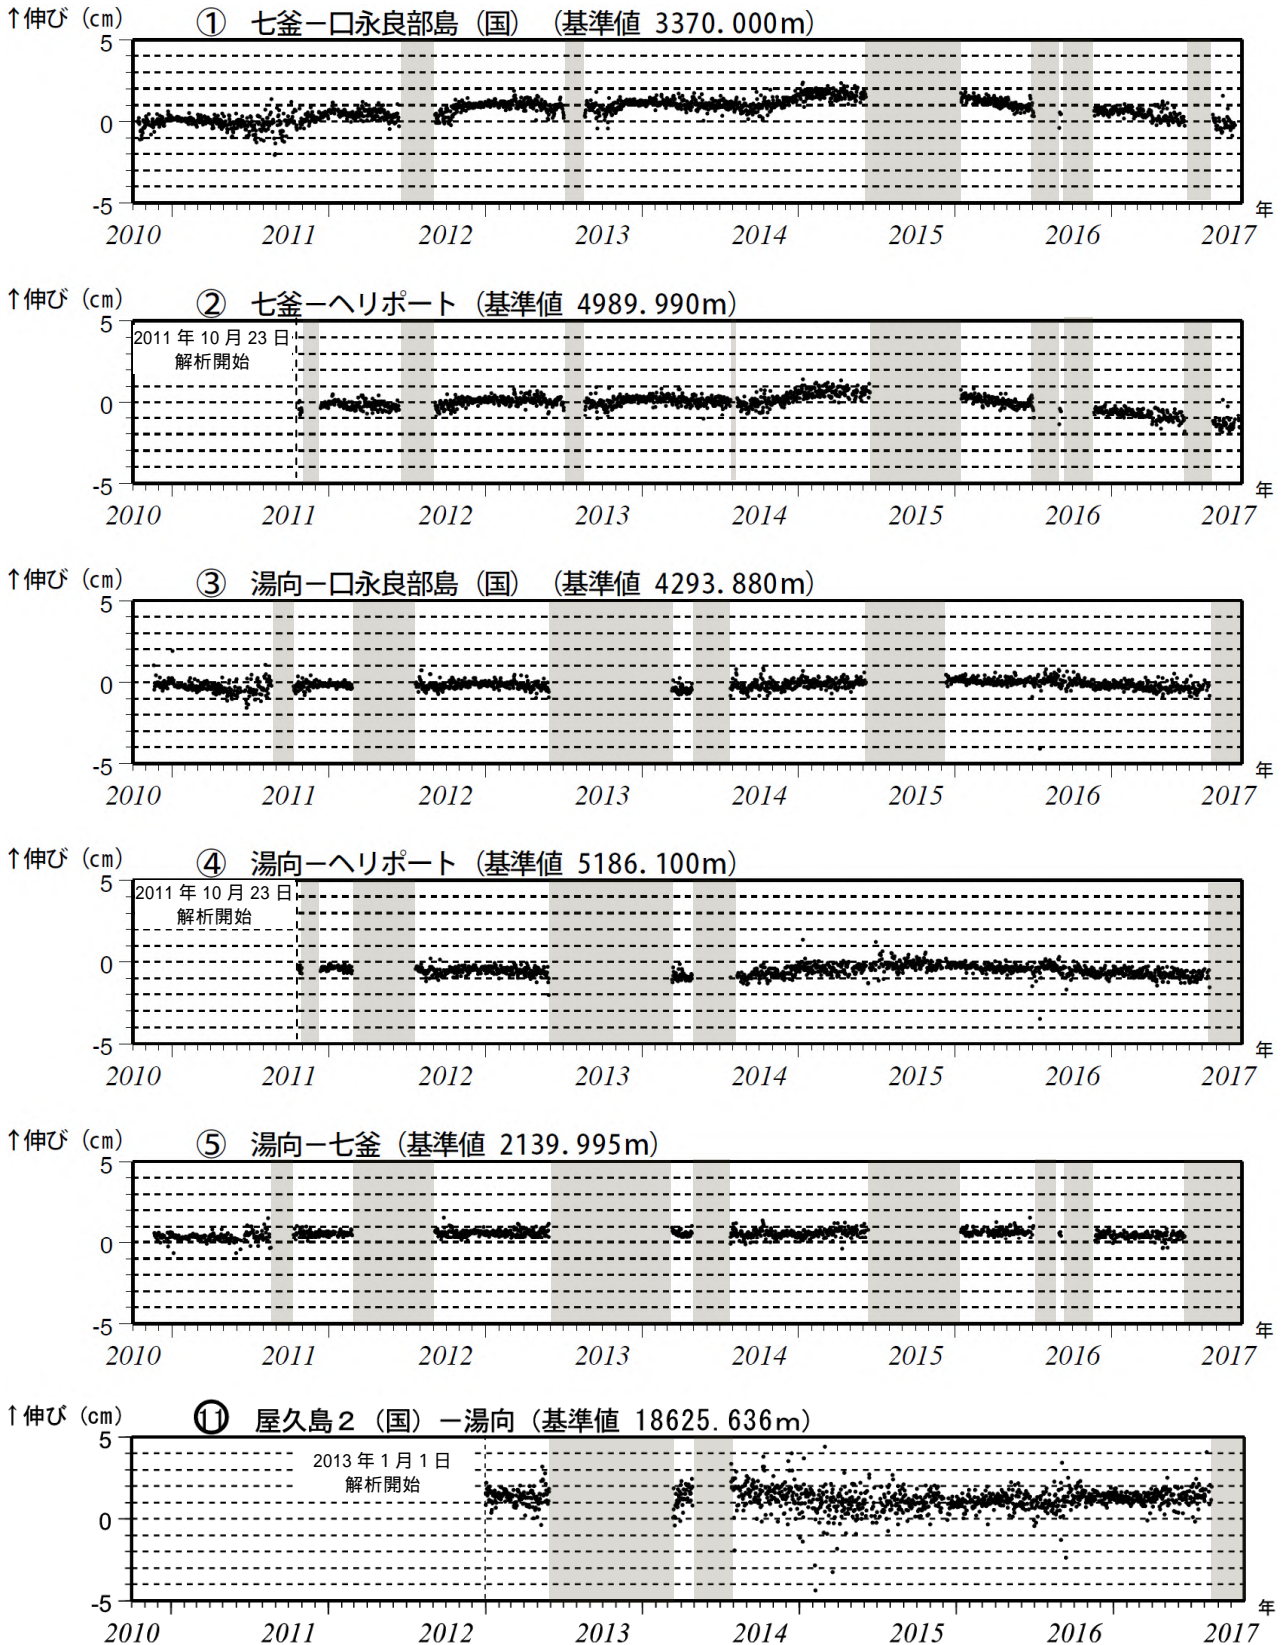 ↑伸び (cm) ① 七釜－口永良部島 (国) (基準値 3370.000m)
5
0
-5
年
2010 2011 2012 2013 2014 2015 2016 2017
↑伸び (cm) ② 七釜－ヘリポート (基準値 4989.990m)
5
2011 年 10 月 23 日
解析開始
0
-5
年
2010 2011 2012 2013 2014 2015 2016 2017
↑伸び (cm) ③ 湯向－口永良部島 (国) (基準値 4293.880m)
5
0
-5
年
2010 2011 2012 2013 2014 2015 2016 2017
↑伸び (cm) ④ 湯向－ヘリポート (基準値 5186.100m)
5
2011 年 10 月 23 日
解析開始
0
-5
年
2010 2011 2012 2013 2014 2015 2016 2017
↑伸び (cm) ⑤ 湯向－七釜 (基準値 2139.995m)
5
0
-5
年
2010 2011 2012 2013 2014 2015 2016 2017
↑伸び (cm) ⑪ 屋久島２ (国) －湯向 (基準値 18625.636m)
5
2013 年 1 月 1 日
解析開始
0
-5
年
2010 2011 2012 2013 2014 2015 2016 2017